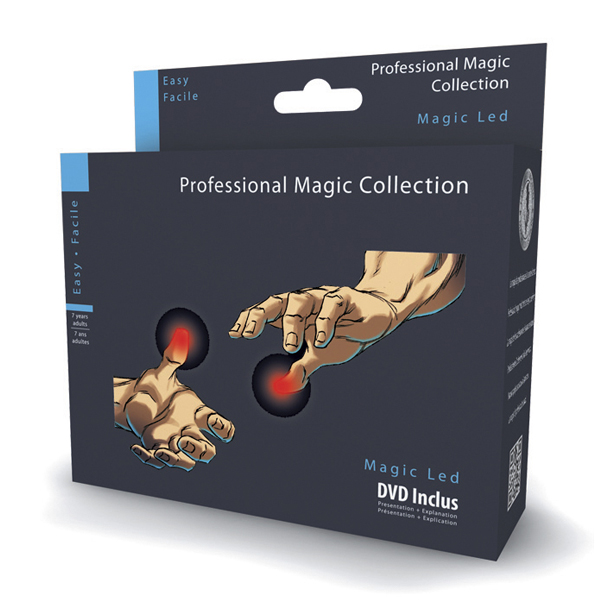 Easy
Facile
Professional Magic
Collection
Magic Led
Professional Magic Collection
Easy • Facile
7 years
adults
7 ans
adultes
Magic Led
DVD Inclus
Presentation + Explanation
Présentation + Explication